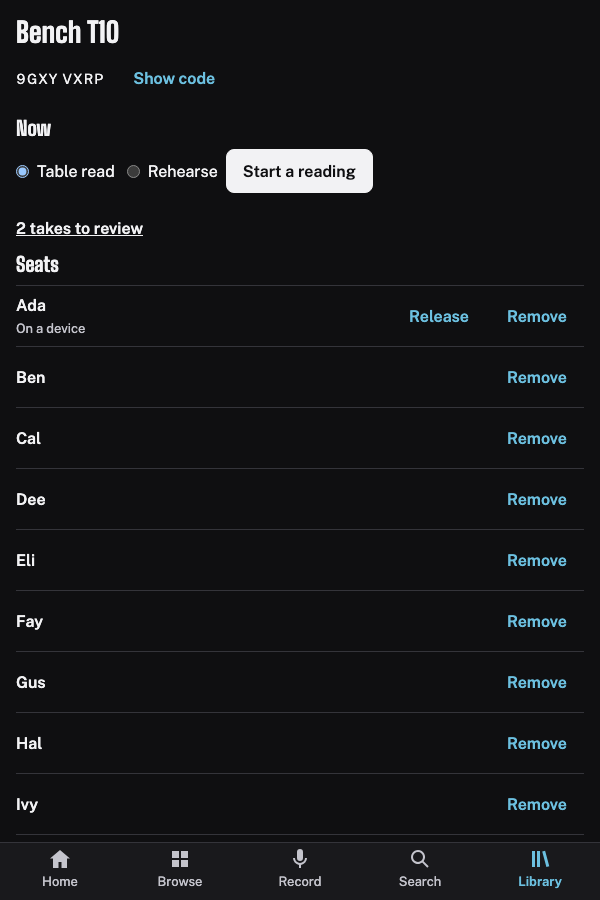 Bench T10
9GXY VXRP Show code
Now
Table read Rehearse Start a reading
2 takes to review
Seats
Ada
On a device
Release Remove
Ben Remove
Cal Remove
Dee Remove
Eli Remove
Fay Remove
Gus Remove
Hal Remove
Ivy Remove
Home Browse Record Search Library